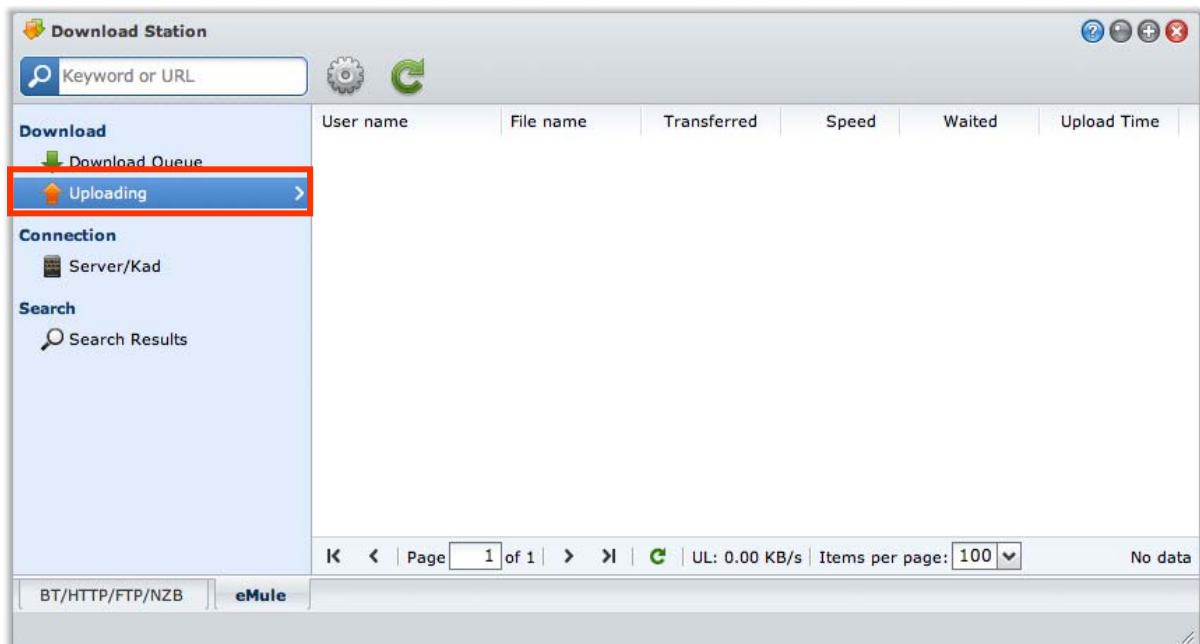 Download Station
Keyword or URL
Download
Download Queue
Uploading
Connection
Server/Kad
Search
Search Results
User name File name Transferred Speed Waited Upload Time
Page 1 of 1 UL: 0.00 KB/s Items per page: 100 No data
BT/HTTP/FTP/NZB eMule